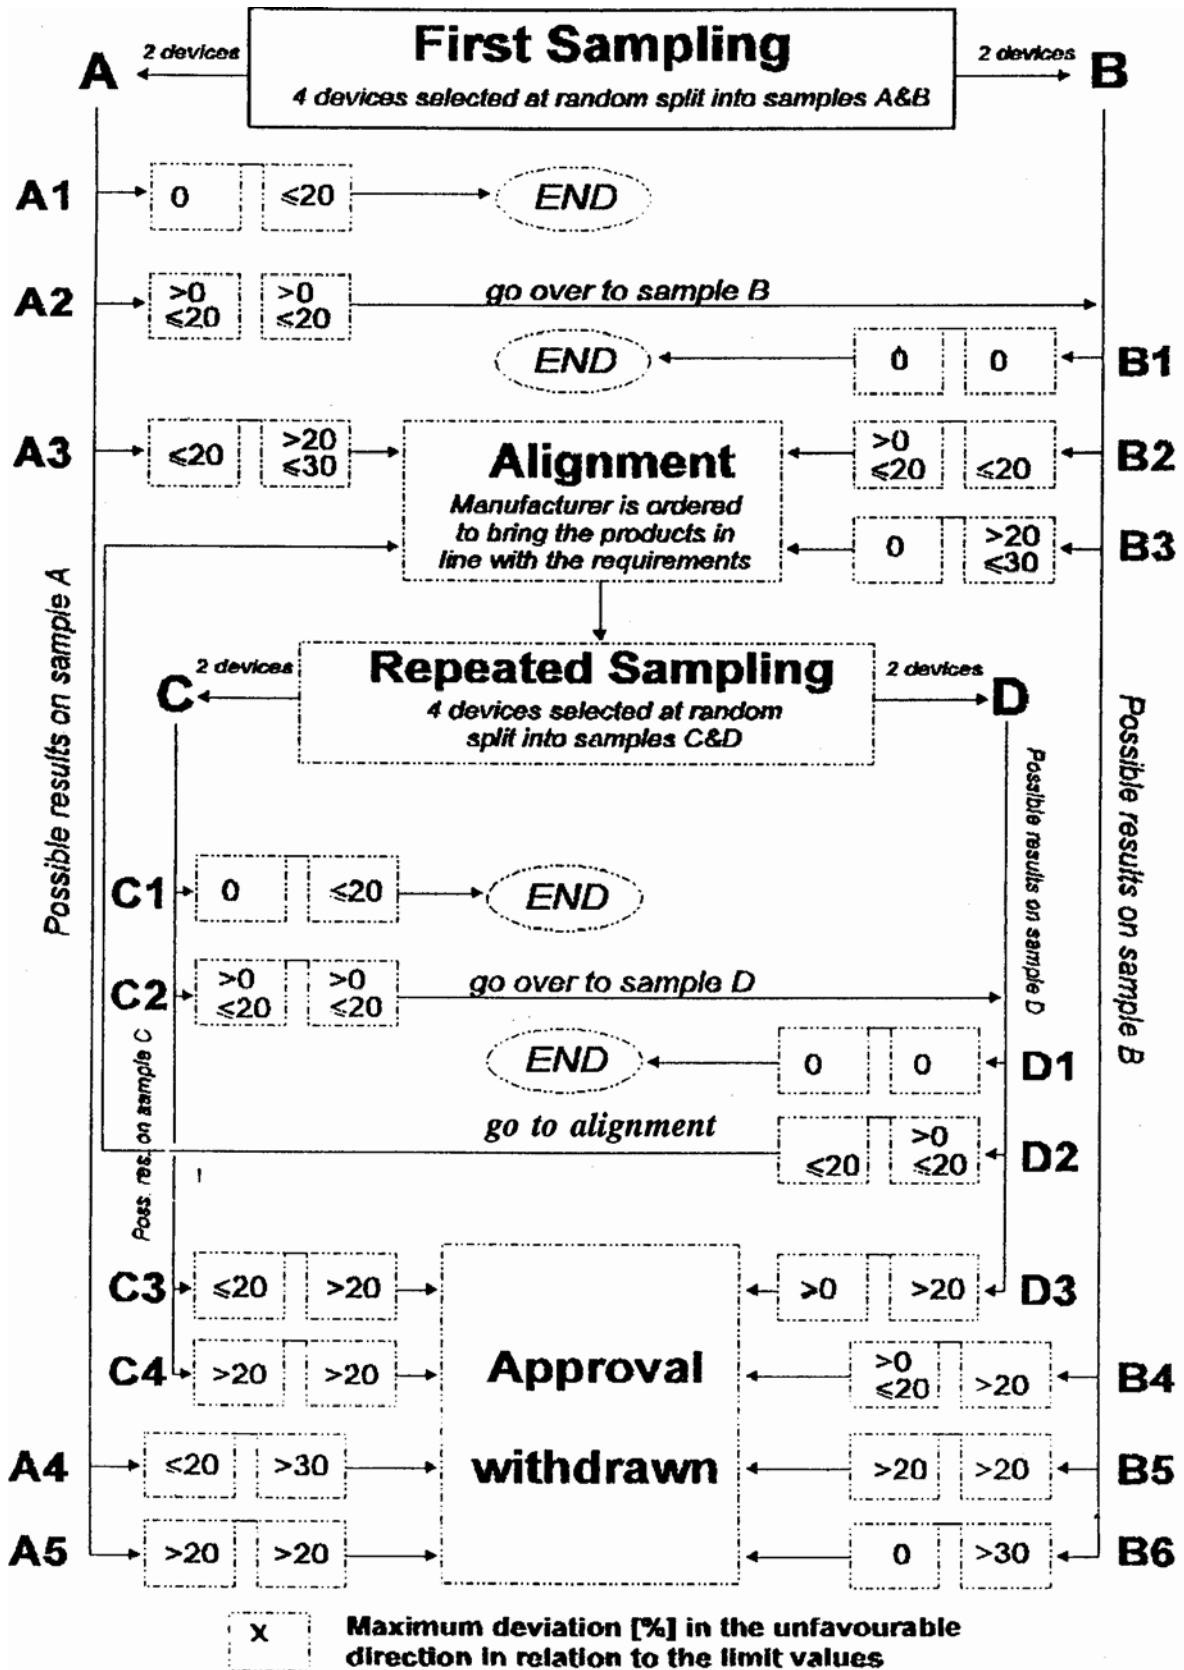 First Sampling
4 devices selected at random split into samples A&B
A
2 devices
2 devices
B
A1
0
≤20
END
A2
>0
≤20
>0
≤20
go over to sample B
END
0
0
B1
A3
≤20
>20
≤30
Alignment
Manufacturer is ordered
to bring the products in
line with the requirements
>0
≤20
≤20
B2
0
>20
≤30
B3
Possible results on sample A
Possible results on sample B
Repeated Sampling
4 devices selected at random
split into samples C&D
C
2 devices
2 devices
D
Possible results on sample D
C1
0
≤20
END
C2
>0
≤20
>0
≤20
go over to sample D
Poss. res. on sample C
END
0
0
D1
go to alignment
≤20
>0
≤20
D2
C3
≤20
>20
>0
>20
D3
C4
>20
>20
Approval
withdrawn
>0
≤20
>20
B4
A4
≤20
>30
>20
>20
B5
A5
>20
>20
0
>30
B6
X
Maximum deviation [%] in the unfavourable
direction in relation to the limit values